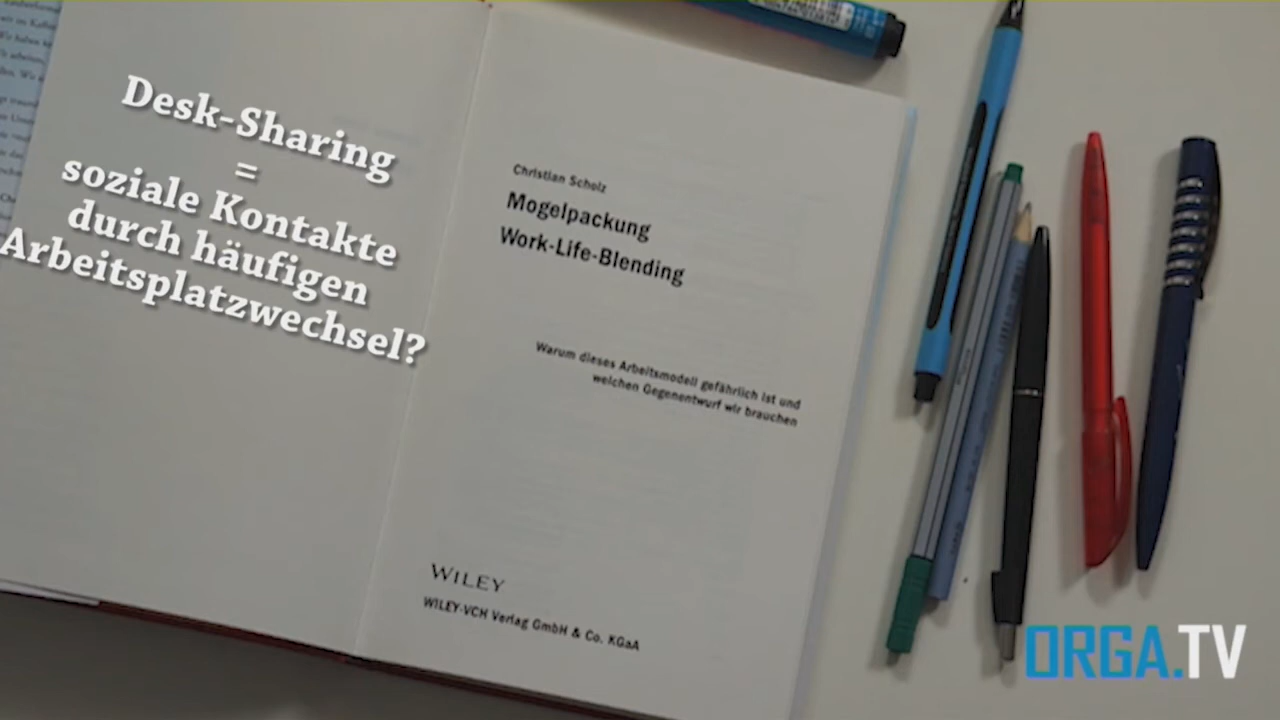 Desk-Sharing
=
soziale Kontakte
durch häufigen
Arbeitsplatzwechsel?
Christian Scholz
Mogelpackung
Work-Life-Blending
Warum dieses Arbeitsmodell gefährlich ist und
welchen Gegenentwurf wir brauchen
WILEY
WILEY-VCH Verlag GmbH & Co. KGaA
ORGA.TV